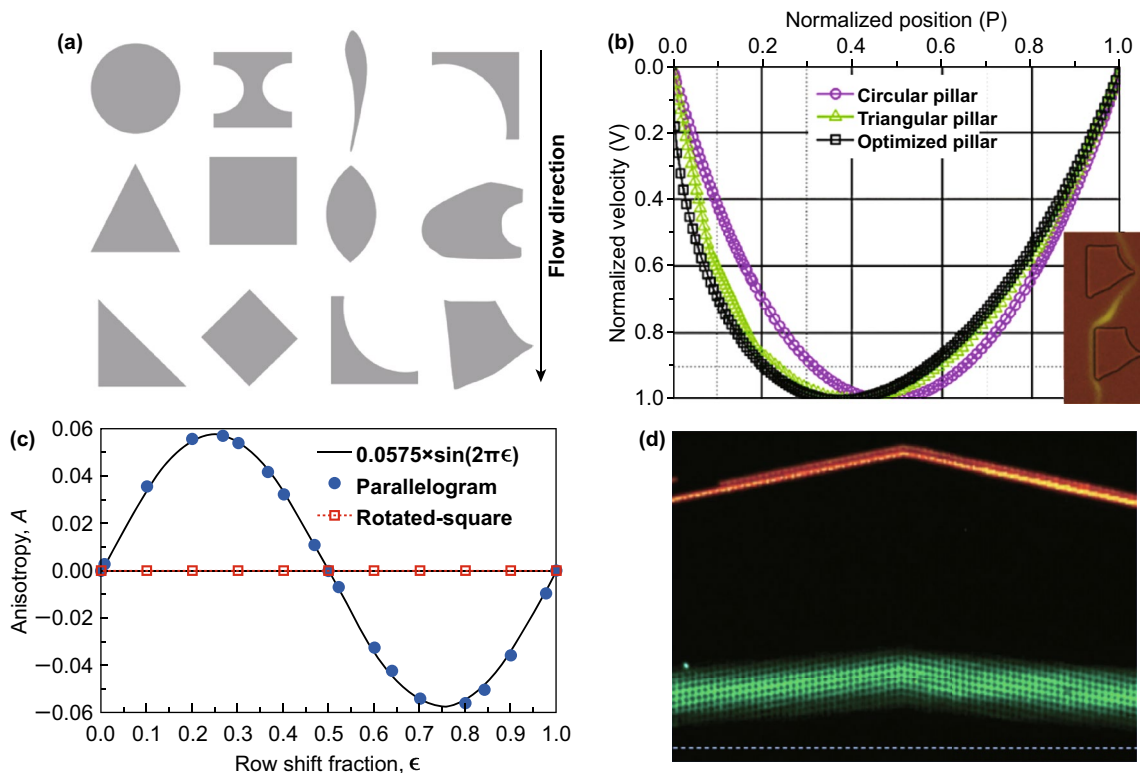 (a)
Flow direction
(b)
Normalized position (P)
0.0 0.2 0.4 0.6 0.8 1.0
Normalized velocity (V)
0.0
0.2
0.4
0.6
0.8
1.0
Circular pillar
Triangular pillar
Optimized pillar
(c)
Anisotropy, A
0.06
0.04
0.02
0.00
−0.02
−0.04
−0.06
0.0575×sin(2πϵ)
Parallelogram
Rotated-square
0.0 0.1 0.2 0.3 0.4 0.5 0.6 0.7 0.8 0.9 1.0
Row shift fraction, ϵ
(d)